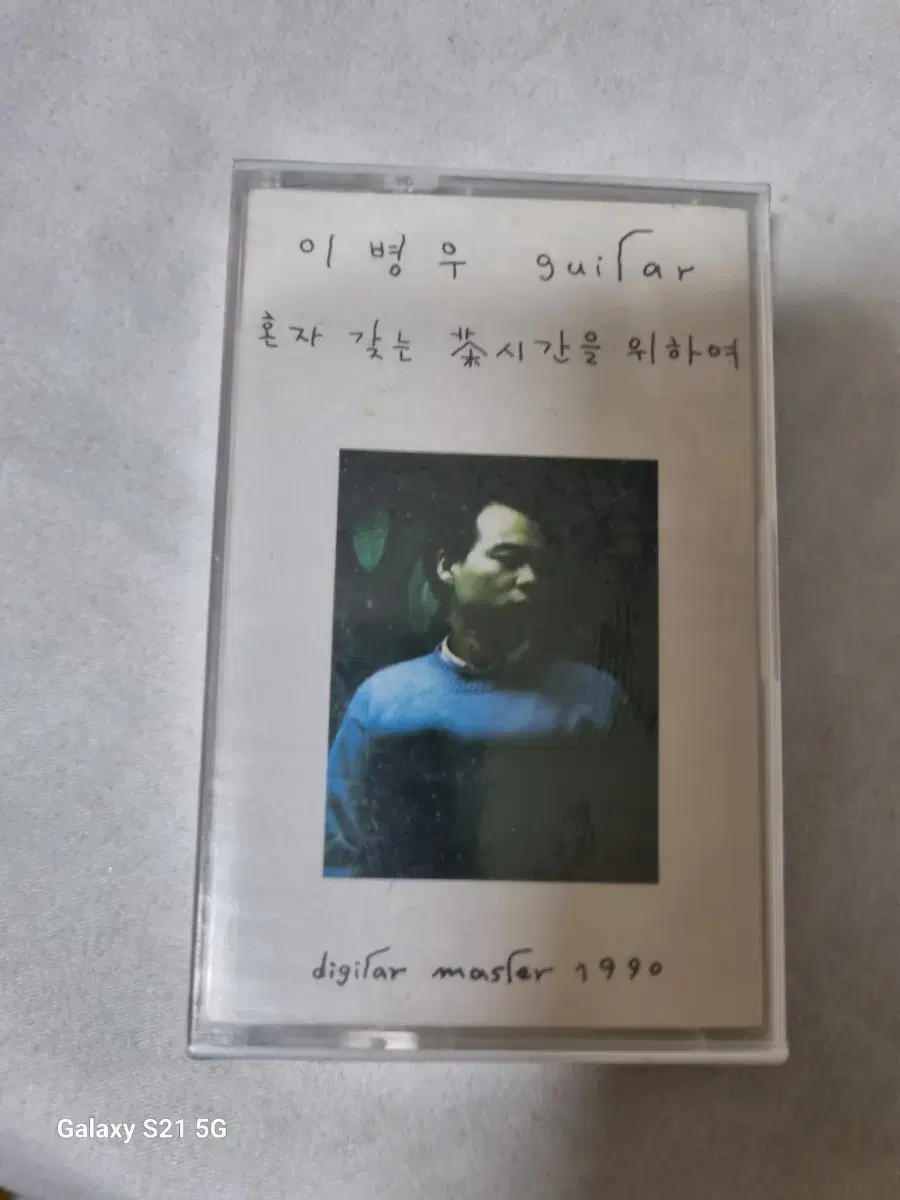 이병우 guitar
혼자 갖는 茶시간을 위하여
digitar master 1990
Galaxy S21 5G